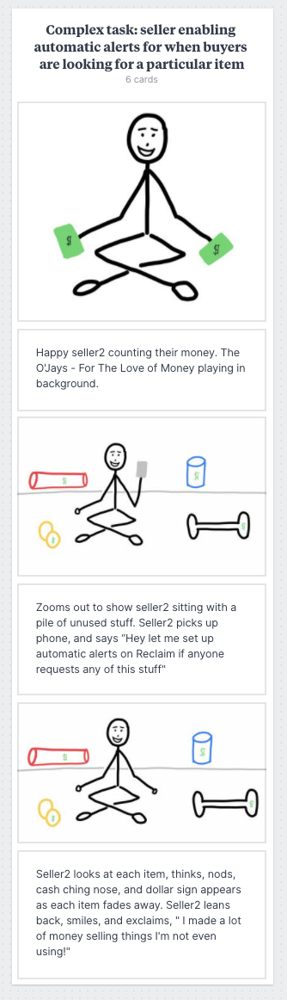 Complex task: seller enabling
automatic alerts for when buyers
are looking for a particular item
6 cards
$
$
Happy seller2 counting their money. The
O'Jays - For The Love of Money playing in
background.
$
$
$
$
Zooms out to show seller2 sitting with a
pile of unused stuff. Seller2 picks up
phone, and says “Hey let me set up
automatic alerts on Reclaim if anyone
requests any of this stuff"
$
$
$
$
Seller2 looks at each item, thinks, nods,
cash ching nose, and dollar sign appears
as each item fades away. Seller2 leans
back, smiles, and exclaims, " I made a lot
of money selling things I'm not even
using!"